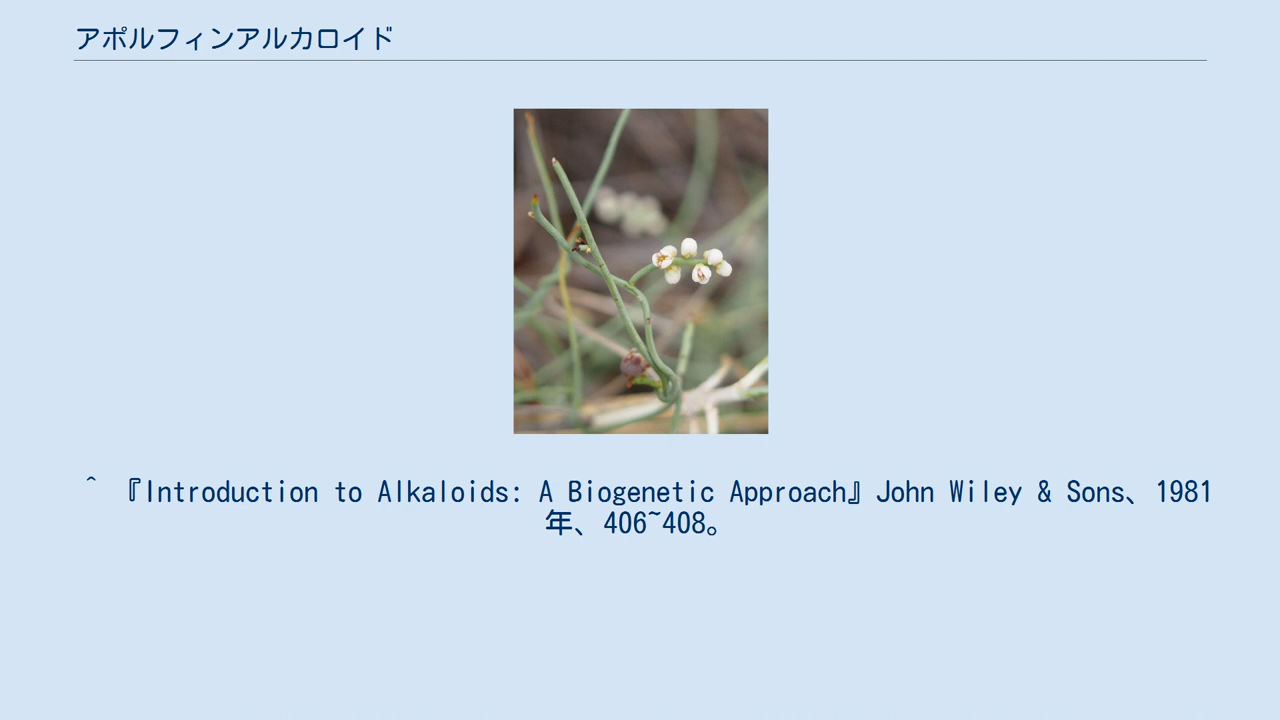 アポルフィンアルカロイド
^ 『Introduction to Alkaloids: A Biogenetic Approach』John Wiley & Sons、1981
年、406~408。